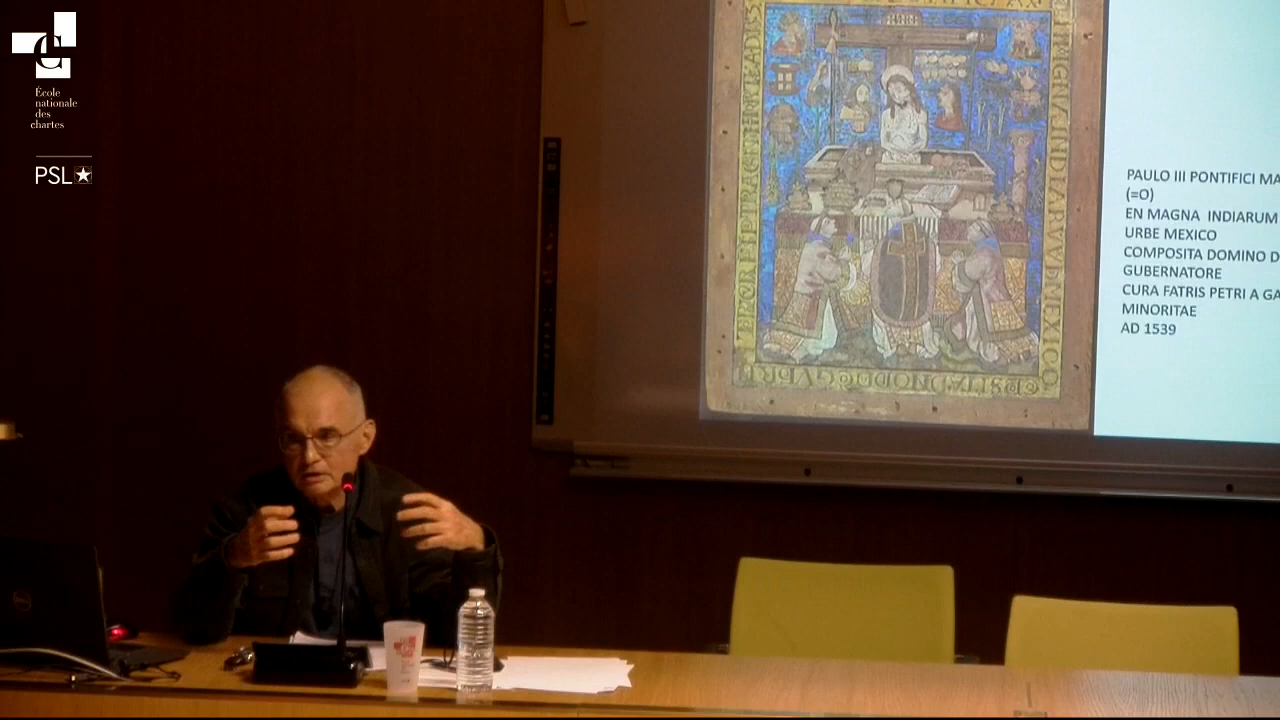 École
nationale
des
chartes
PSL
PAULO III PONTIFICI MA
(=O)
EN MAGNA INDIARUM
URBE MEXICO
COMPOSITA DOMINO D
GUBERNATORE
CURA FATRIS PETRI A GA
MINORITAE
AD 1539